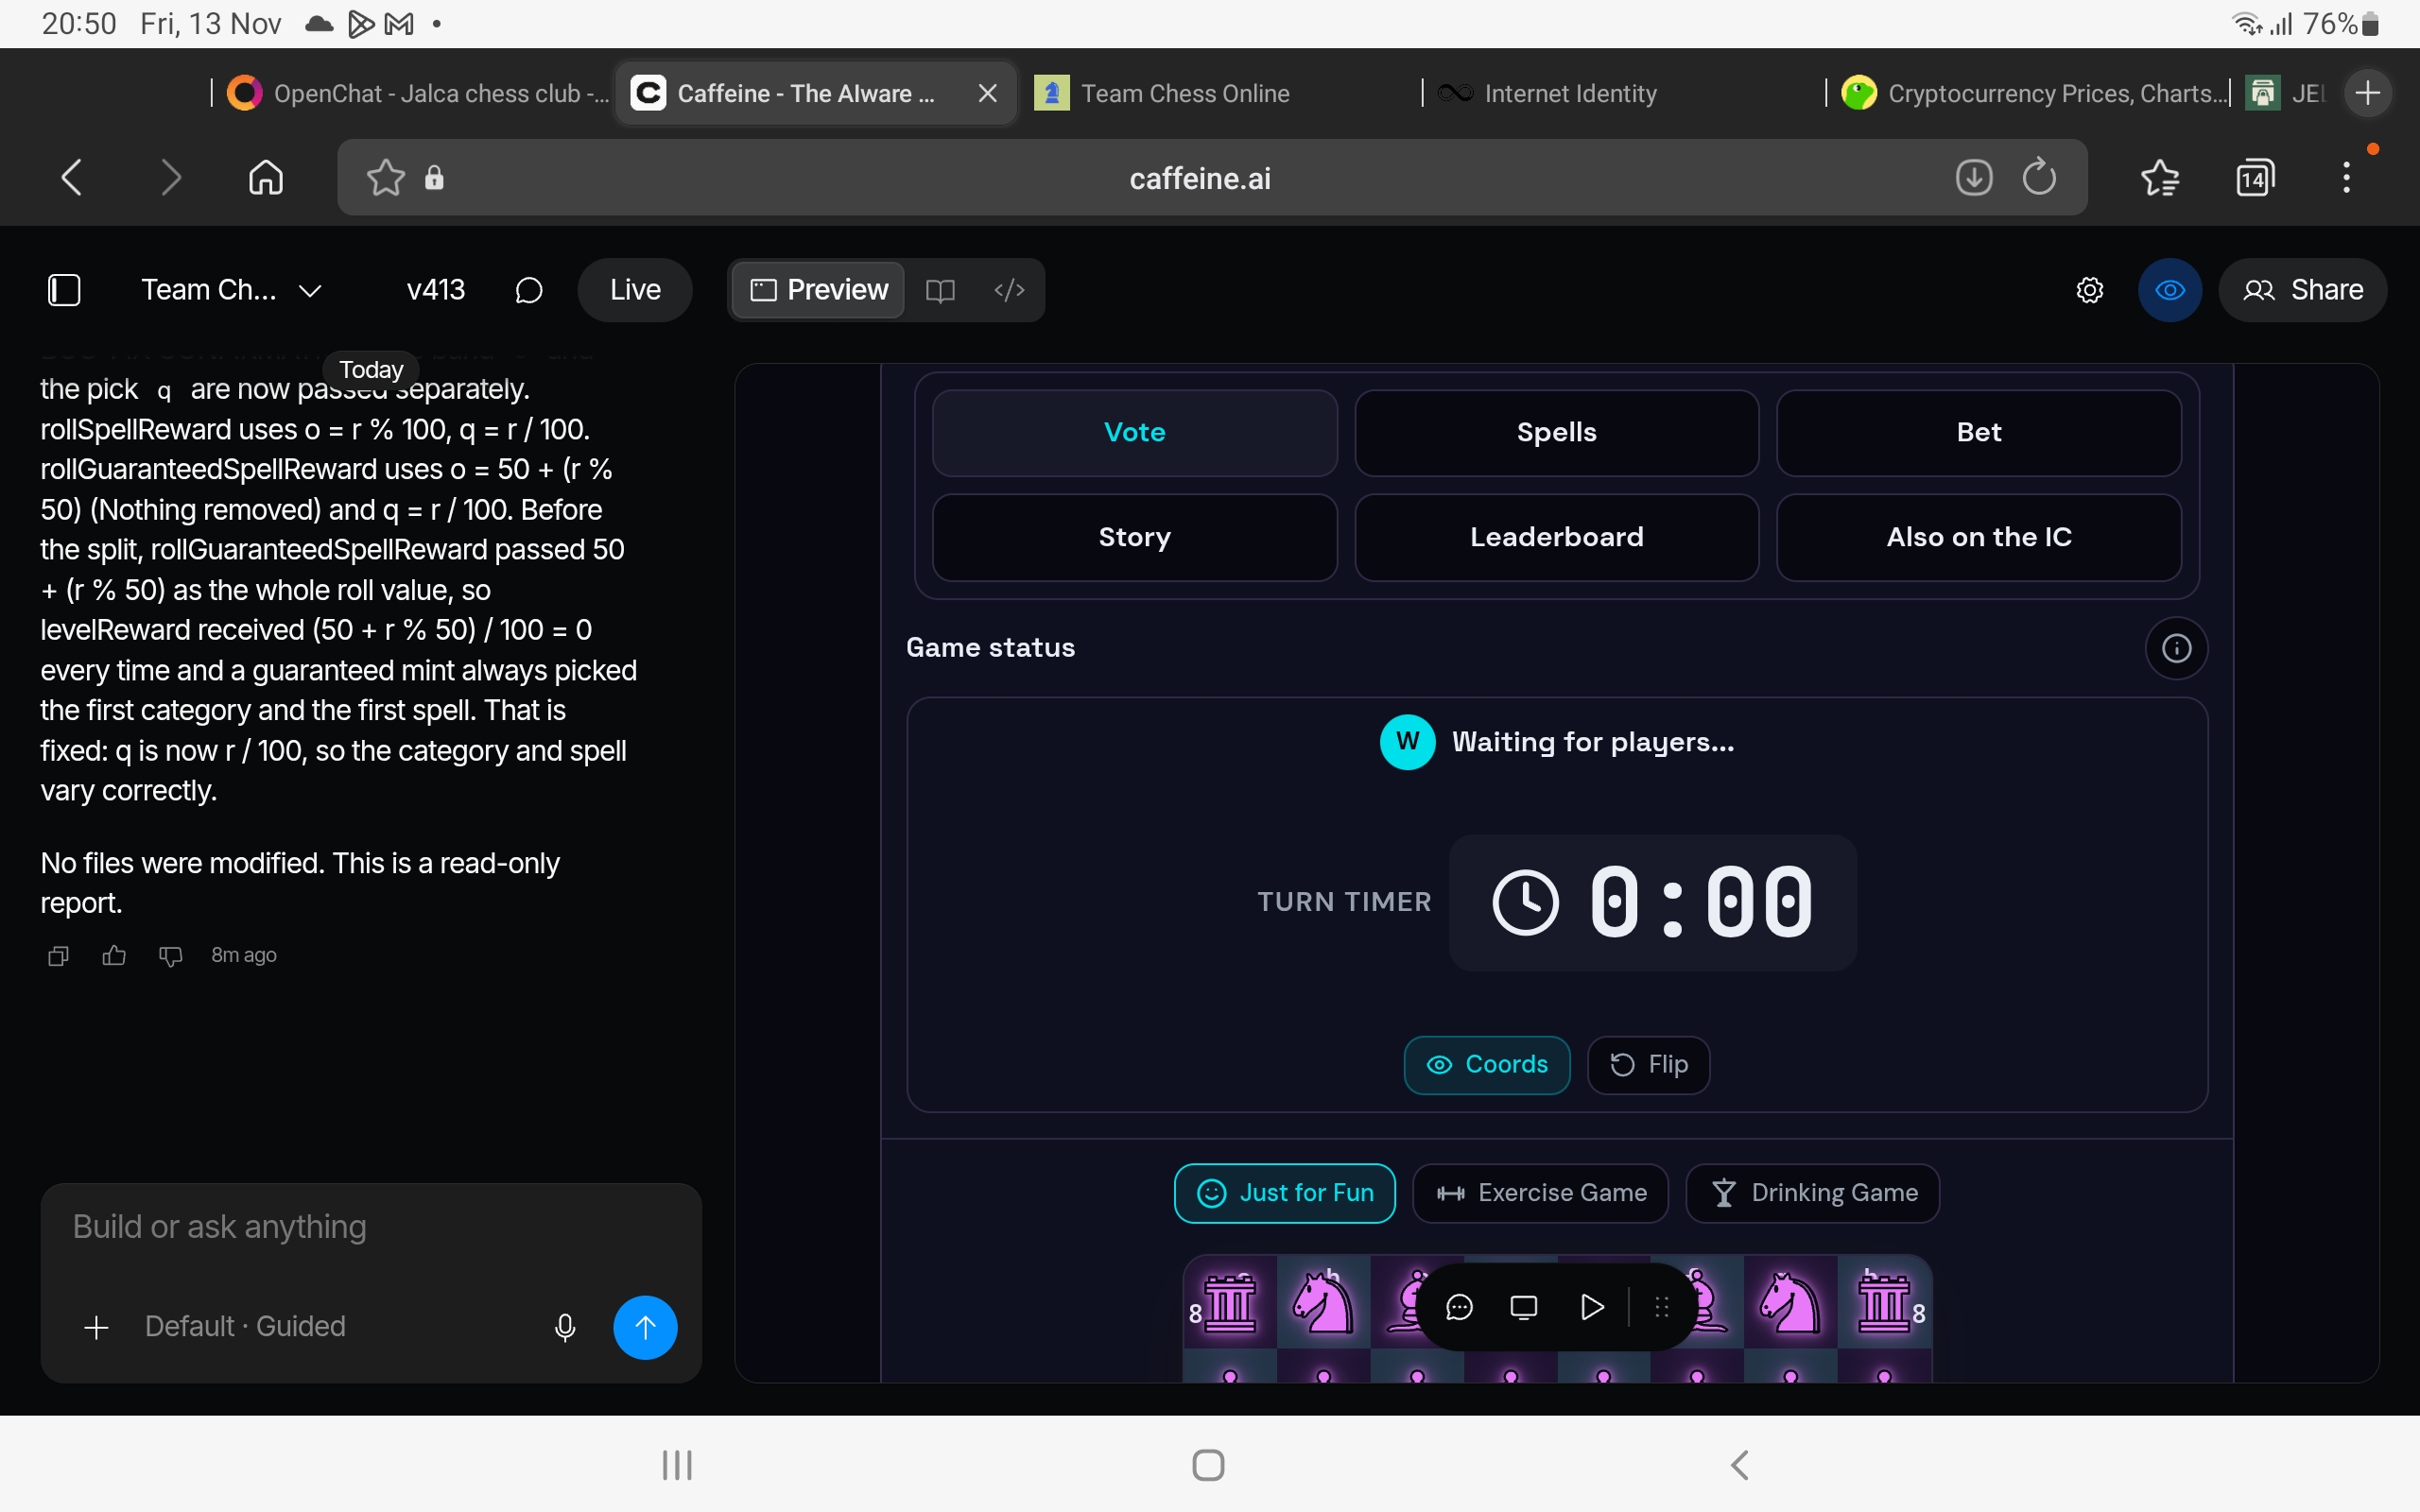 20:50 Fri, 13 Nov
76%
OpenChat - Jalca chess club -...
Caffeine - The AIware ...
Team Chess Online
Internet Identity
Cryptocurrency Prices, Charts...
caffeine.ai
14
Team Ch...
v413
Live
Preview
Share
Today
the pick q are now passed separately.
rollSpellReward uses o = r % 100, q = r / 100.
rollGuaranteedSpellReward uses o = 50 + (r %
50) (Nothing removed) and q = r / 100. Before
the split, rollGuaranteedSpellReward passed 50
+ (r % 50) as the whole roll value, so
levelReward received (50 + r % 50) / 100 = 0
every time and a guaranteed mint always picked
the first category and the first spell. That is
fixed: q is now r / 100, so the category and spell
vary correctly.
No files were modified. This is a read-only
report.
8m ago
Build or ask anything
Default · Guided
Vote
Spells
Bet
Story
Leaderboard
Also on the IC
Game status
W Waiting for players...
TURN TIMER 0:00
Coords
Flip
Just for Fun
Exercise Game
Drinking Game
8
8